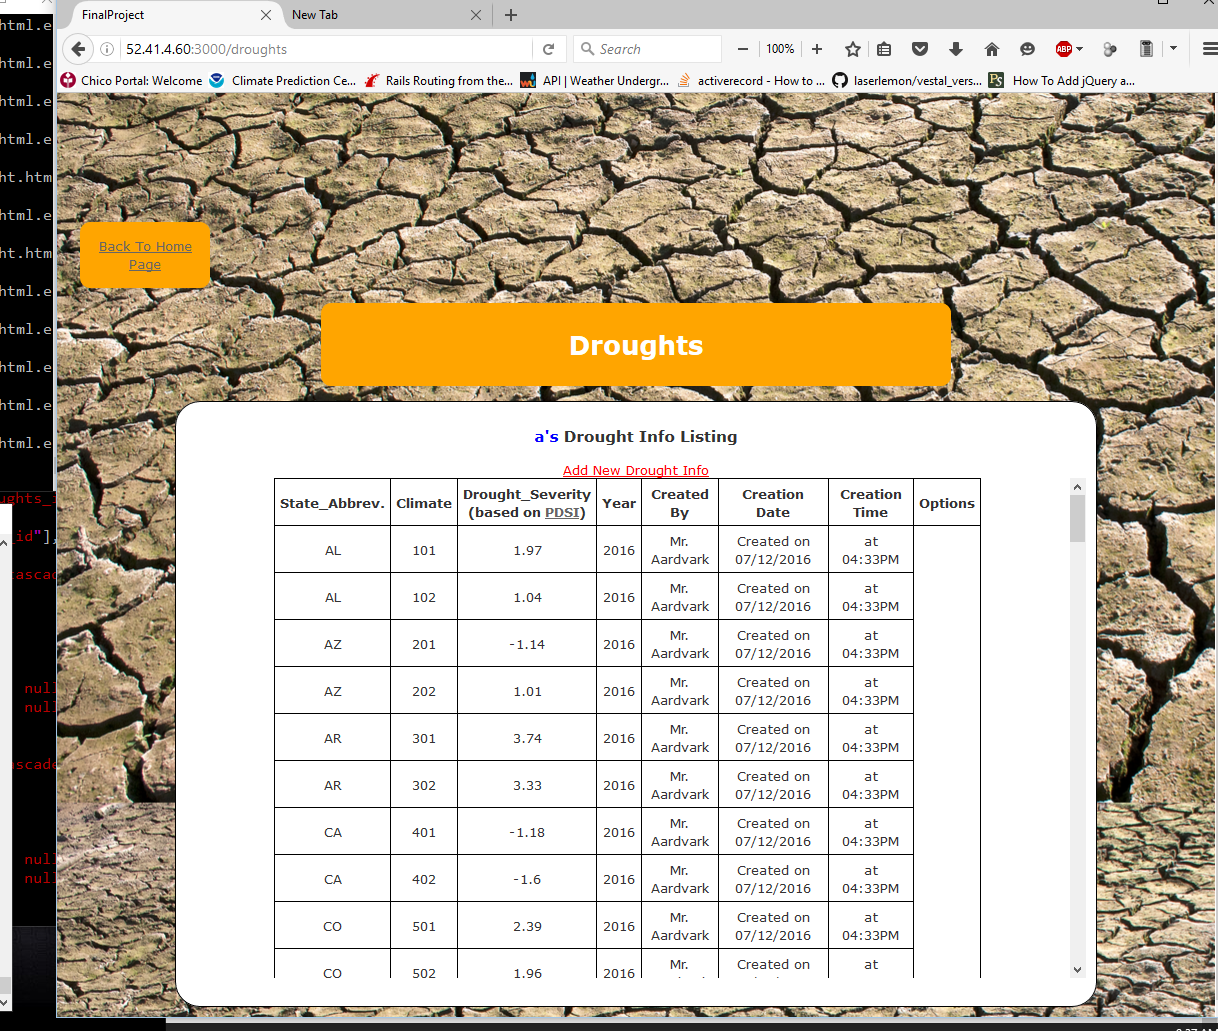 FinalProject
New Tab
52.41.4.60:3000/droughts
Search
100%
ABP
Chico Portal: Welcome
Climate Prediction Ce...
Rails Routing from the...
API | Weather Undergr...
activerecord - How to ...
laserlemon/vestal_vers...
Ps
How To Add jQuery a...
html.e
html.e
html.e
html.e
ht.htm
html.e
ht.htm
html.e
html.e
html.e
html.e
html.e
ughts_i
_id"],
cascad
null
null
ascade
null
null
Back To Home
Page
Droughts
a's Drought Info Listing
Add New Drought Info
State_Abbrev. Climate Drought_Severity (based on PDSI) Year Created By Creation Date Creation Time Options
AL 101 1.97 2016 Mr. Aardvark Created on 07/12/2016 at 04:33PM
AL 102 1.04 2016 Mr. Aardvark Created on 07/12/2016 at 04:33PM
AZ 201 -1.14 2016 Mr. Aardvark Created on 07/12/2016 at 04:33PM
AZ 202 1.01 2016 Mr. Aardvark Created on 07/12/2016 at 04:33PM
AR 301 3.74 2016 Mr. Aardvark Created on 07/12/2016 at 04:33PM
AR 302 3.33 2016 Mr. Aardvark Created on 07/12/2016 at 04:33PM
CA 401 -1.18 2016 Mr. Aardvark Created on 07/12/2016 at 04:33PM
CA 402 -1.6 2016 Mr. Aardvark Created on 07/12/2016 at 04:33PM
CO 501 2.39 2016 Mr. Aardvark Created on 07/12/2016 at 04:33PM
CO 502 1.96 2016 Mr. Created on at